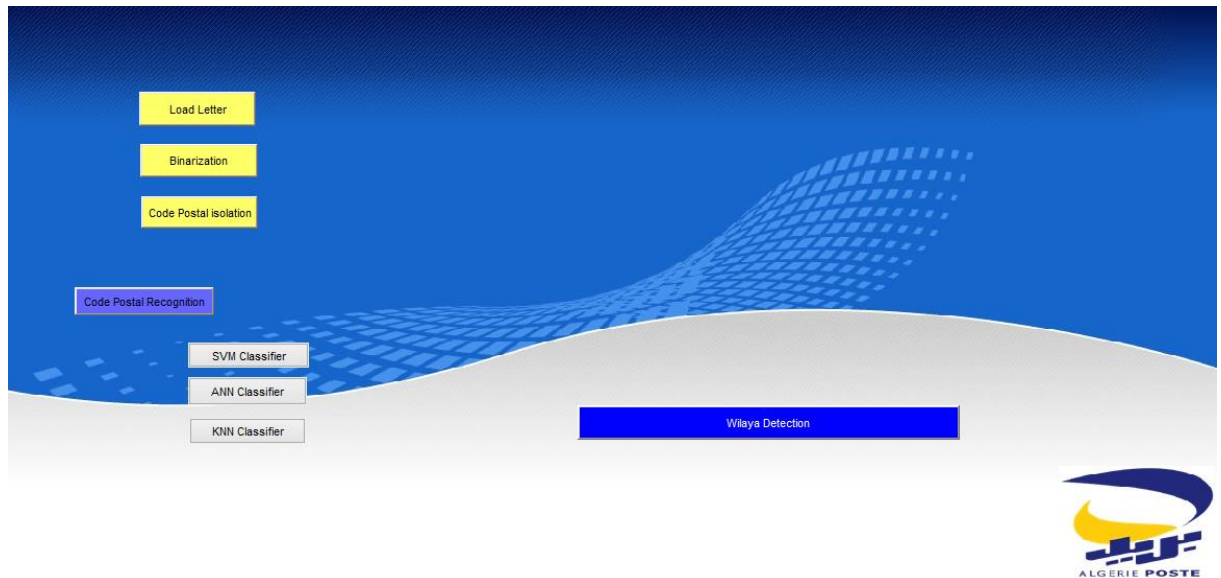 Load Letter
Binarization
Code Postal isolation
Code Postal Recognition
SVM Classifier
ANN Classifier
KNN Classifier
Wilaya Detection
بريد
ALGERIE POSTE